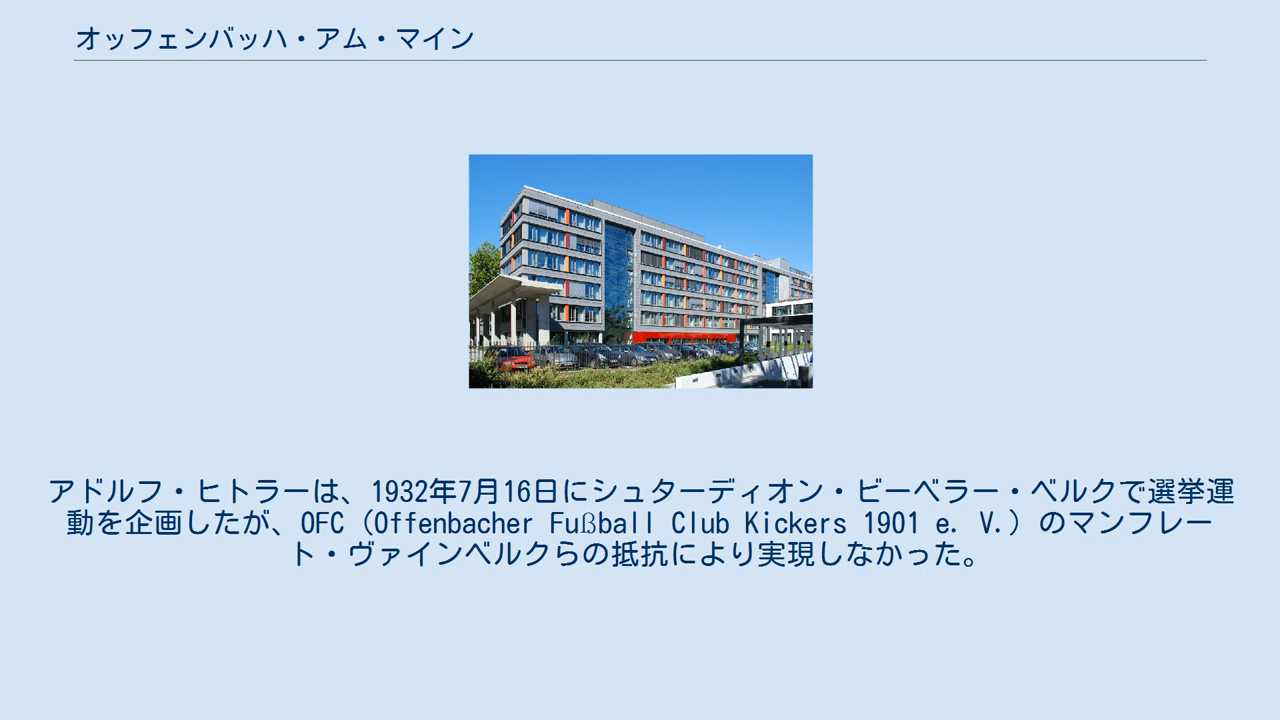 オッフェンバッハ・アム・マイン
アドルフ・ヒトラーは、1932年7月16日にシュターディオン・ビーベラー・ベルクで選挙運
動を企画したが、OFC（Offenbacher Fußball Club Kickers 1901 e. V.）のマンフレー
ト・ヴァインベルクらの抵抗により実現しなかった。